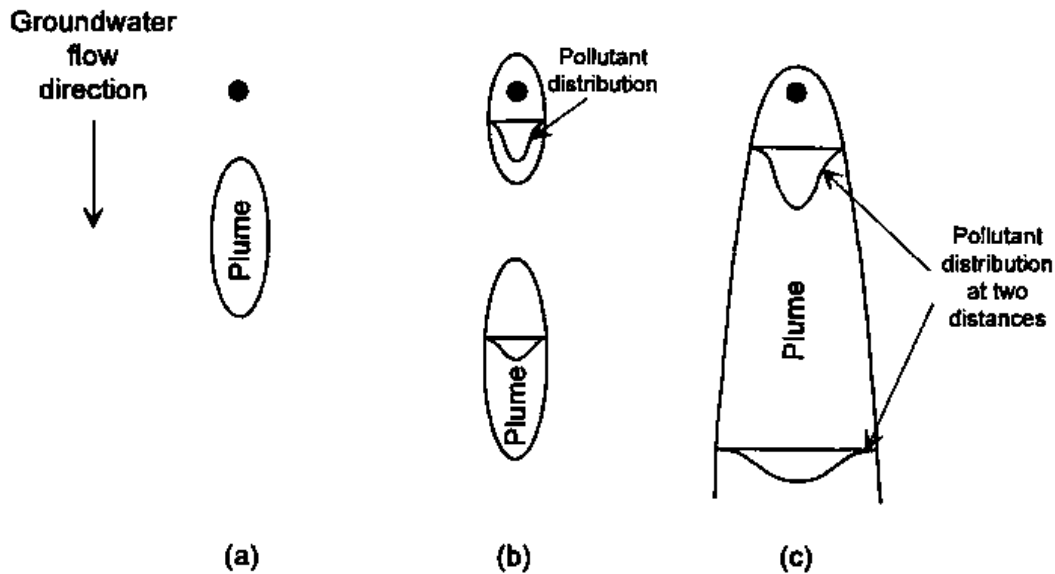 Groundwater
flow
direction
Plume
(a)
Pollutant
distribution
Plume
(b)
Plume
Pollutant
distribution
at two
distances
(c)